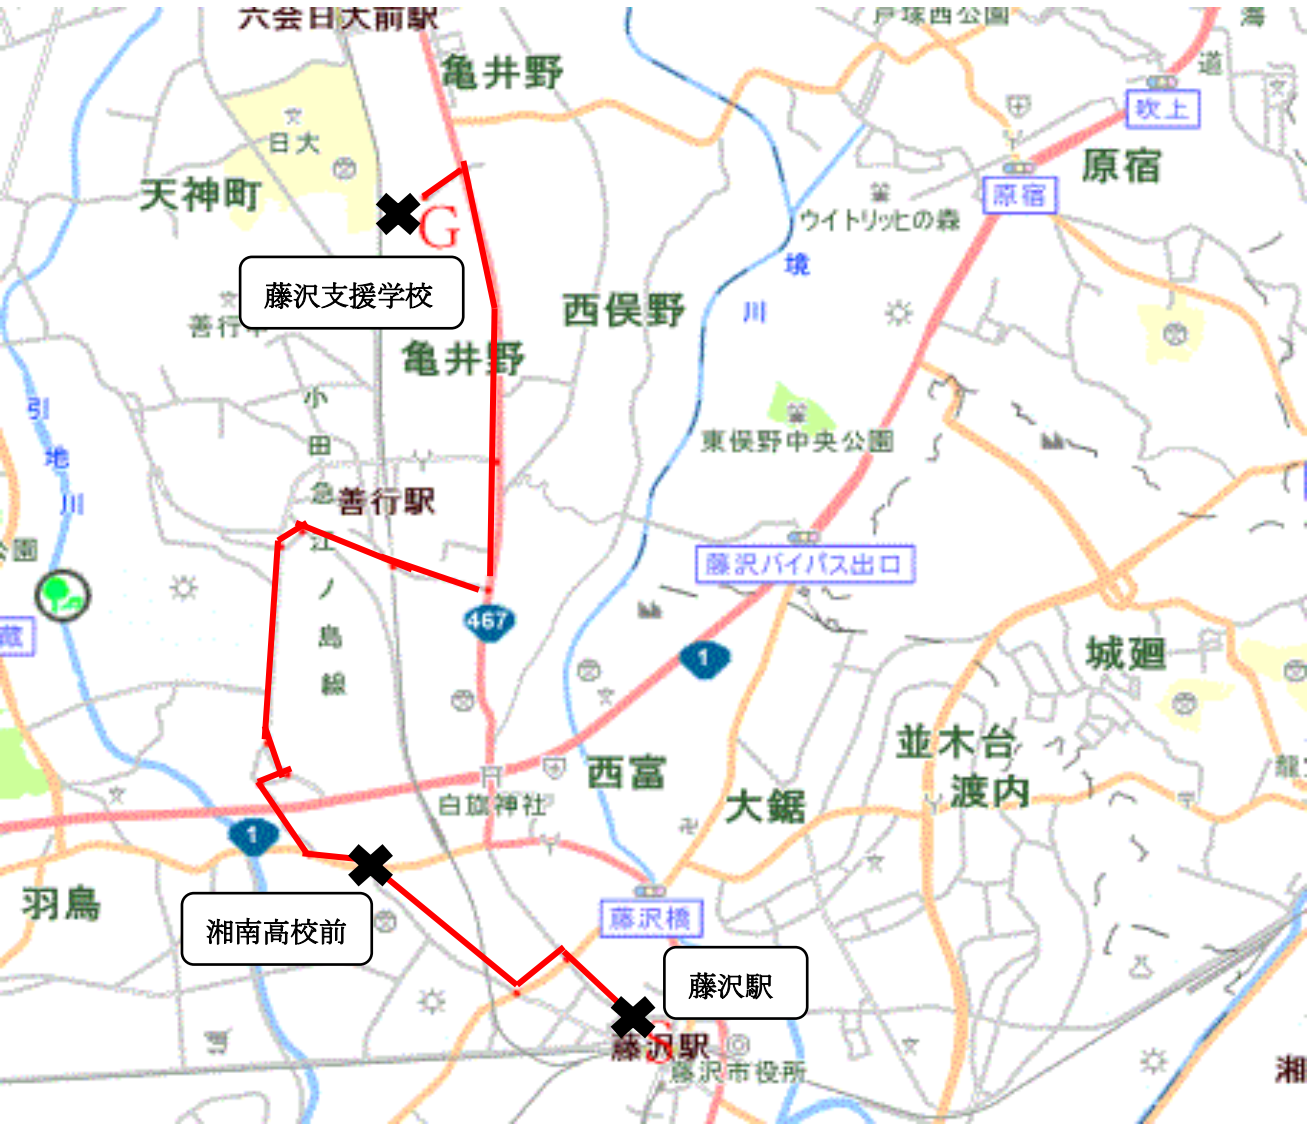 六会日大前駅
戸塚西公園
海
道
亀井野
吹上
日大
天神町
原宿
原宿
G
ウイトリッヒの森
境
川
藤沢支援学校
西俣野
善行
亀井野
小
田
急
江
ノ
島
線
引
地
川
東俣野中央公園
善行駅
公園
藤沢バイパス出口
467
1
蔵
城廻
並木台
渡内
西富
大鋸
白旗神社
龍
1
羽鳥
湘南高校前
藤沢橋
藤沢駅
藤沢駅
藤沢市役所
湘